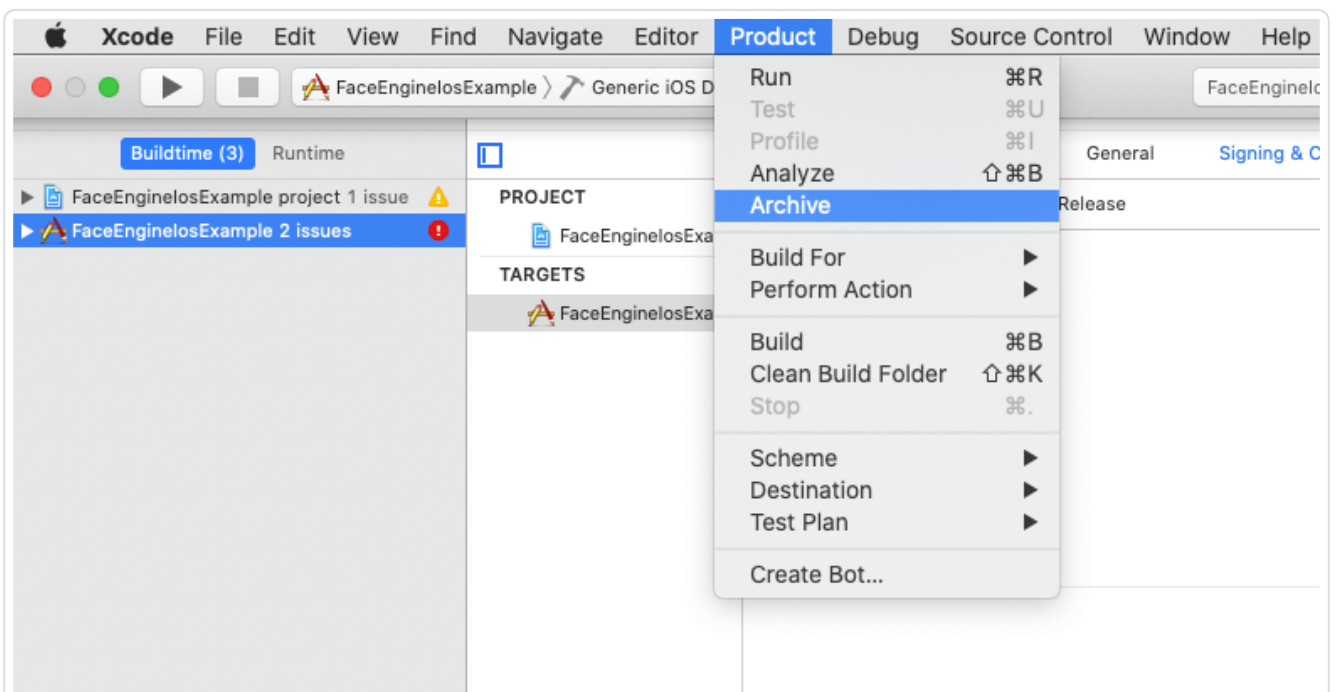 Xcode File Edit View Find Navigate Editor Product Debug Source Control Window Help
FaceEngineIosExample 〉 Generic iOS D
FaceEngineIo
Buildtime (3) Runtime
FaceEngineIosExample project 1 issue
FaceEngineIosExample 2 issues
PROJECT
FaceEngineIosExa
TARGETS
FaceEngineIosExa
Run ⌘R
Test ⌘U
Profile ⌘I
Analyze ⇧⌘B
Archive
Build For ▶
Perform Action ▶
Build ⌘B
Clean Build Folder ⇧⌘K
Stop ⌘.
Scheme ▶
Destination ▶
Test Plan ▶
Create Bot...
General Signing & C
Release